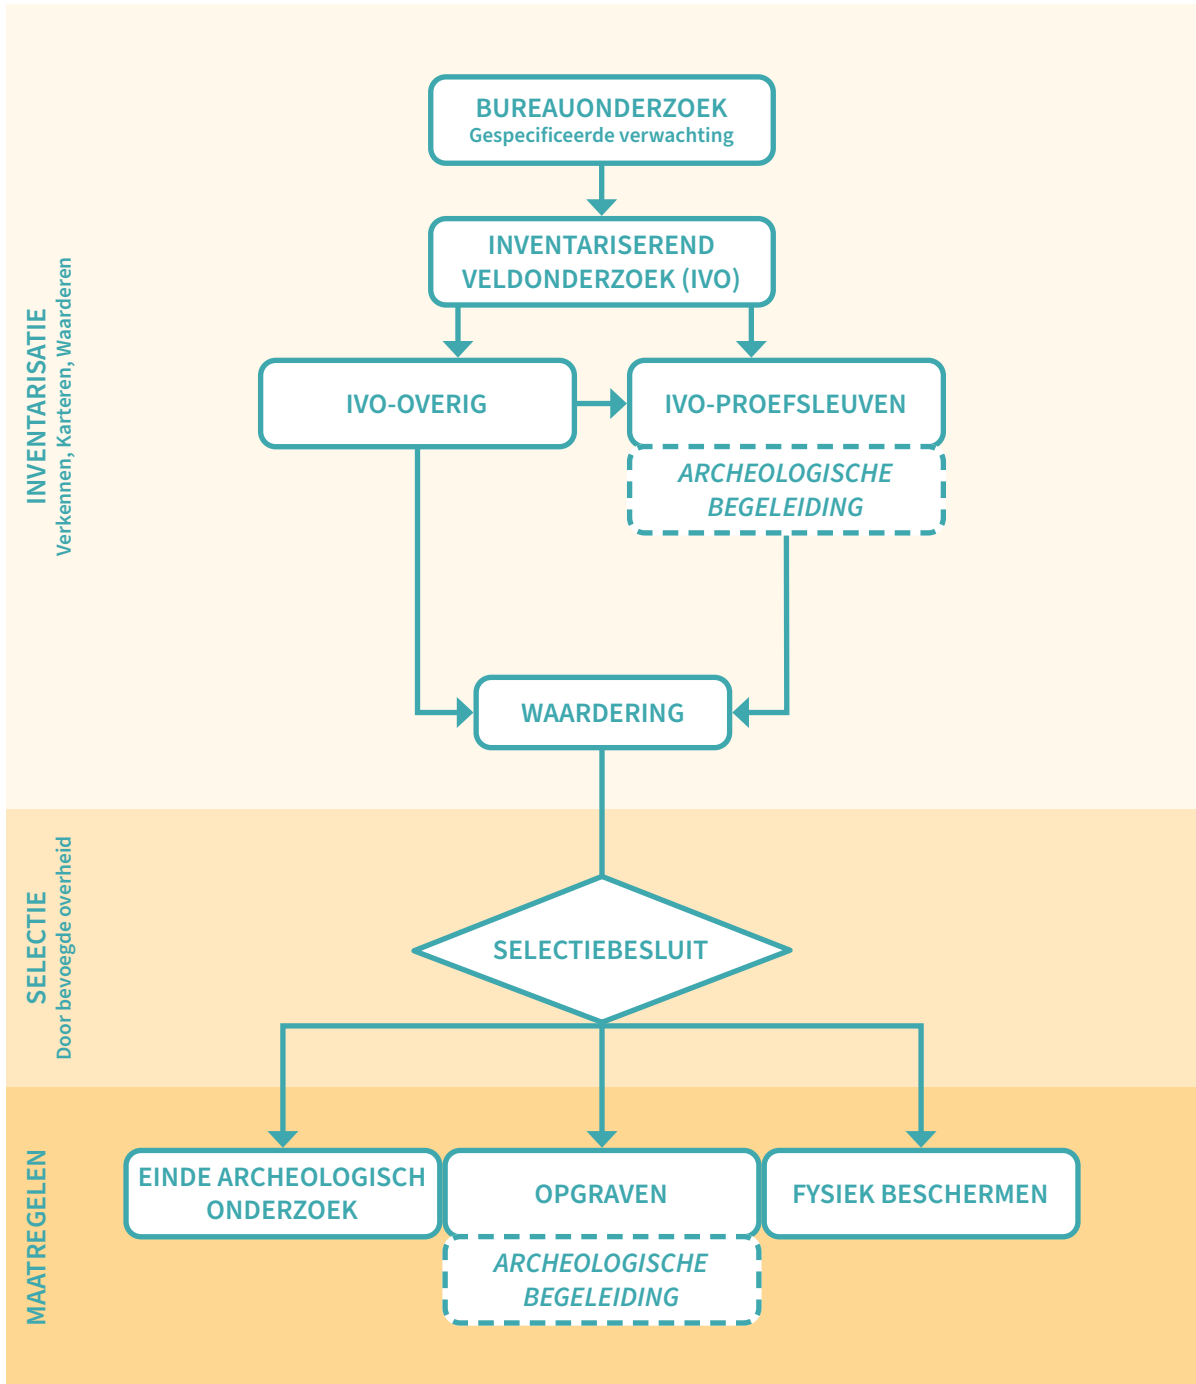 INVENTARISATIE
Verkennen, Karteren, Waarderen
BUREAUONDERZOEK
Gespecificeerde verwachting
INVENTARISEREND
VELDONDERZOEK (IVO)
IVO-OVERIG
IVO-PROEFSLEUVEN
ARCHEOLOGISCHE
BEGELEIDING
WAARDERING
SELECTIE
Door bevoegde overheid
SELECTIEBESLUIT
MAATREGELEN
EINDE ARCHEOLOGISCH
ONDERZOEK
OPGRAVEN
ARCHEOLOGISCHE
BEGELEIDING
FYSIEK BESCHERMEN